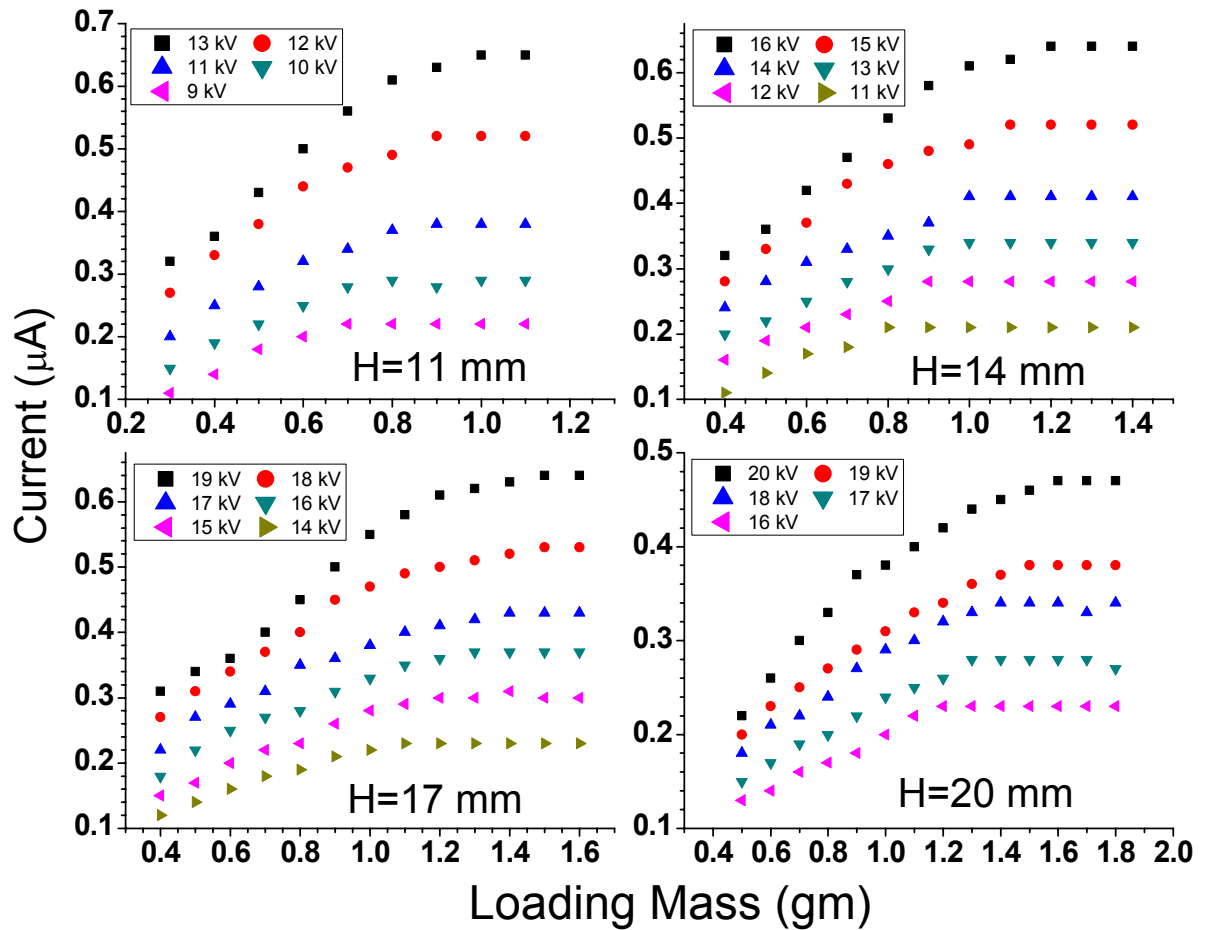 Current (μA)
0.7
0.6
0.5
0.4
0.3
0.2
0.1
13 kV 12 kV
11 kV 10 kV
9 kV
H=11 mm
0.2 0.4 0.6 0.8 1.0 1.2
0.6
0.5
0.4
0.3
0.2
0.1
16 kV 15 kV
14 kV 13 kV
12 kV 11 kV
H=14 mm
0.4 0.6 0.8 1.0 1.2 1.4
0.6
0.5
0.4
0.3
0.2
0.1
19 kV 18 kV
17 kV 16 kV
15 kV 14 kV
H=17 mm
0.4 0.6 0.8 1.0 1.2 1.4 1.6
0.5
0.4
0.3
0.2
0.1
20 kV 19 kV
18 kV 17 kV
16 kV
H=20 mm
0.4 0.6 0.8 1.0 1.2 1.4 1.6 1.8 2.0
Loading Mass (gm)